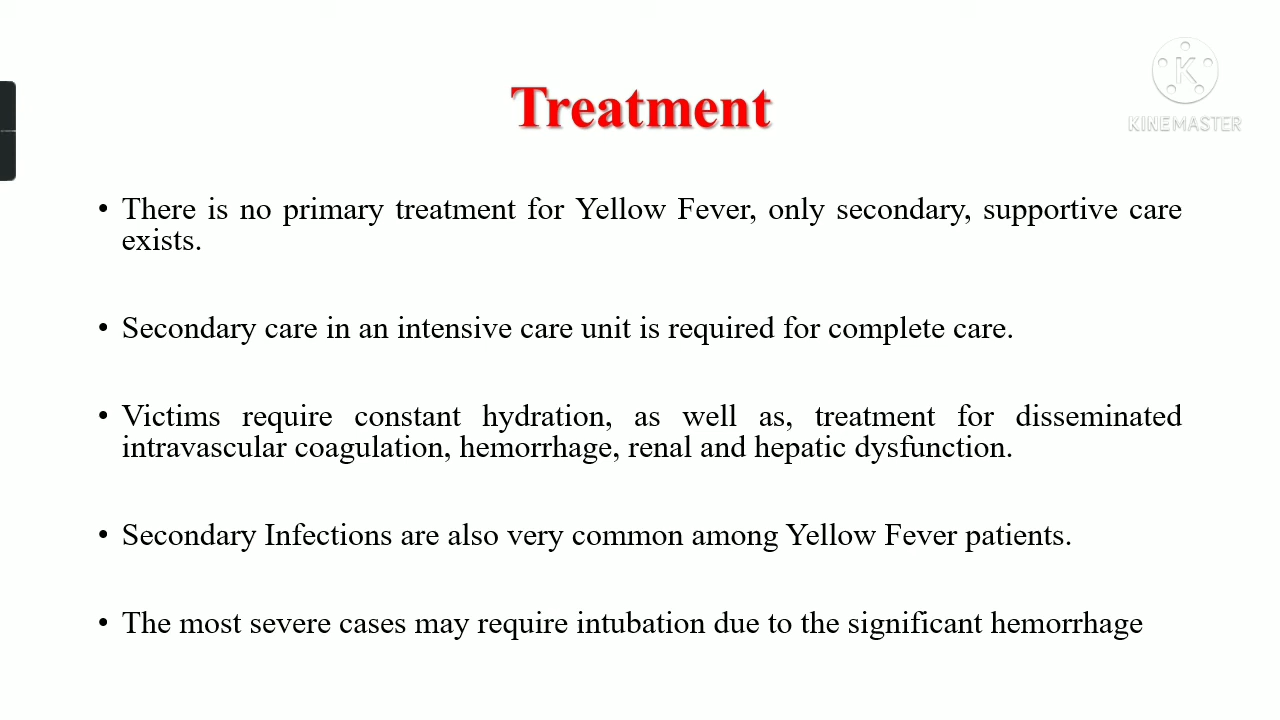 Treatment
K
KINEMASTER
• There is no primary treatment for Yellow Fever, only secondary, supportive care
exists.
• Secondary care in an intensive care unit is required for complete care.
• Victims require constant hydration, as well as, treatment for disseminated
intravascular coagulation, hemorrhage, renal and hepatic dysfunction.
• Secondary Infections are also very common among Yellow Fever patients.
• The most severe cases may require intubation due to the significant hemorrhage